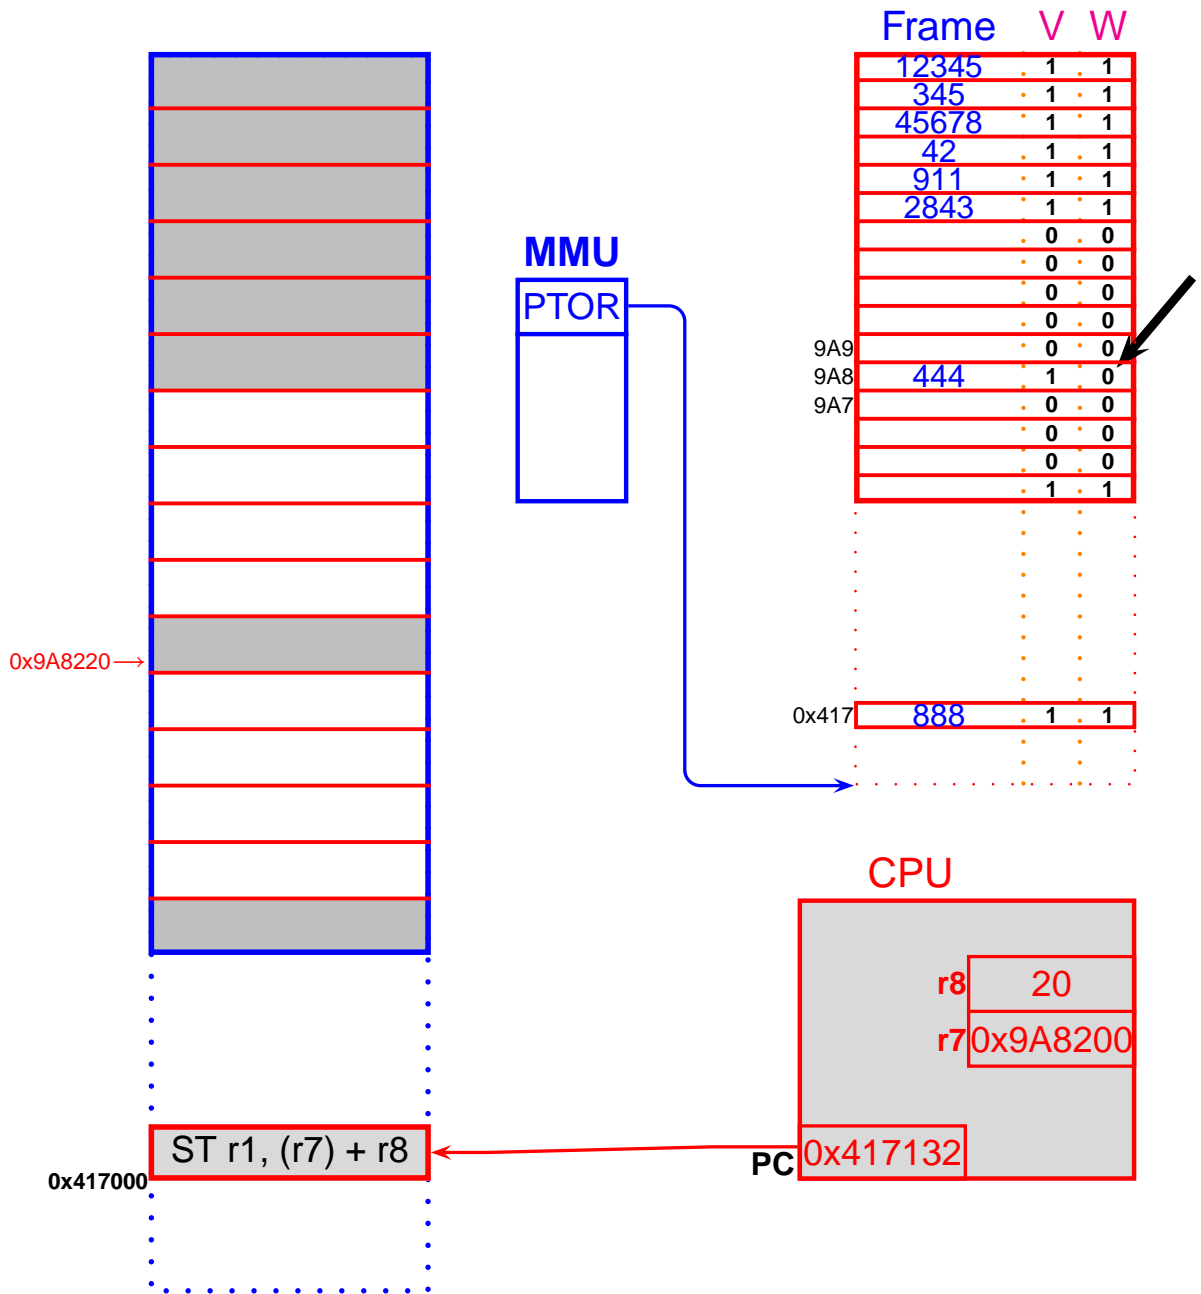 Frame V W
12345 1 1
345 1 1
45678 1 1
42 1 1
911 1 1
2843 1 1
0 0
0 0
0 0
0 0
9A9 0 0
9A8 444 1 0
9A7 0 0
0 0
0 0
1 1
0x417 888 1 1
MMU
PTOR
0x9A8220
CPU
r8 20
r7 0x9A8200
PC 0x417132
ST r1, (r7) + r8
0x417000